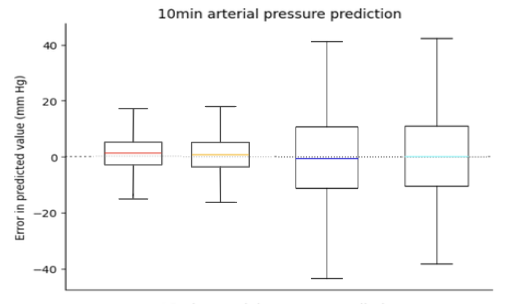 10min arterial pressure prediction
Error in predicted value (mm Hg)
40
20
0
−20
−40